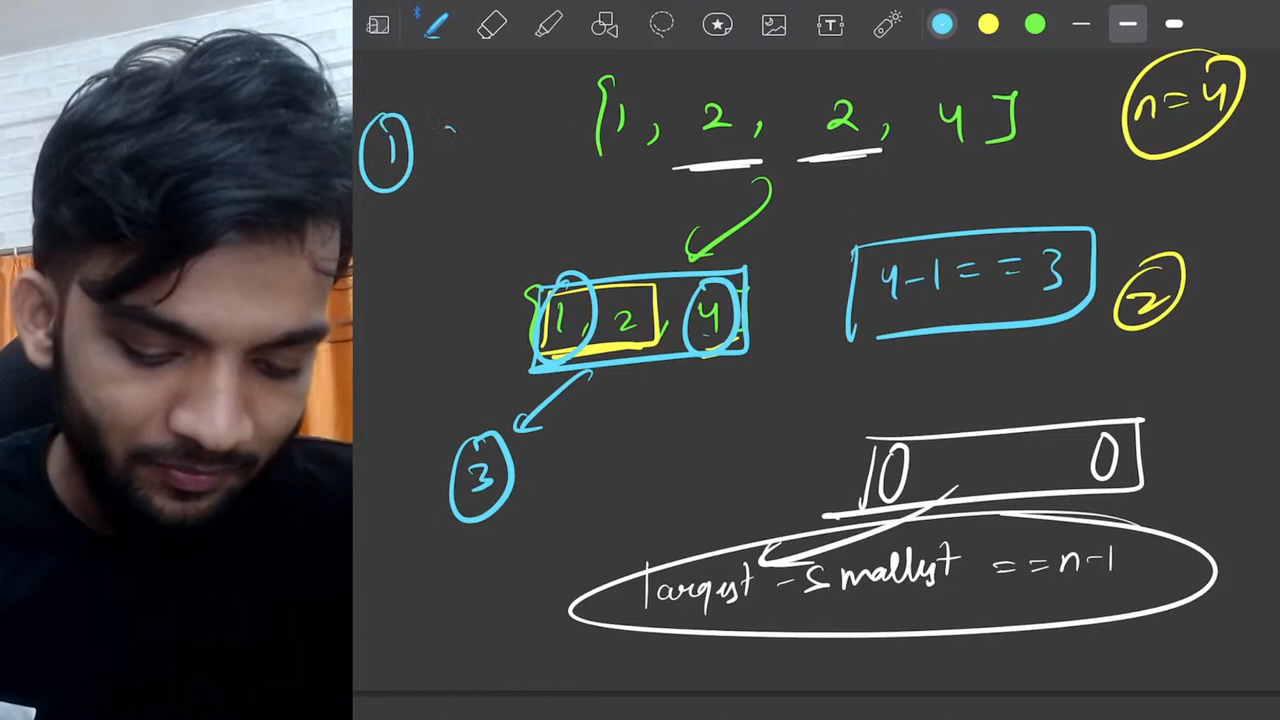 [1, 2, 2, 4]
n=4
1
{1, 2, 4
4-1==3
2
3
0 0
largest - smallest == n-1